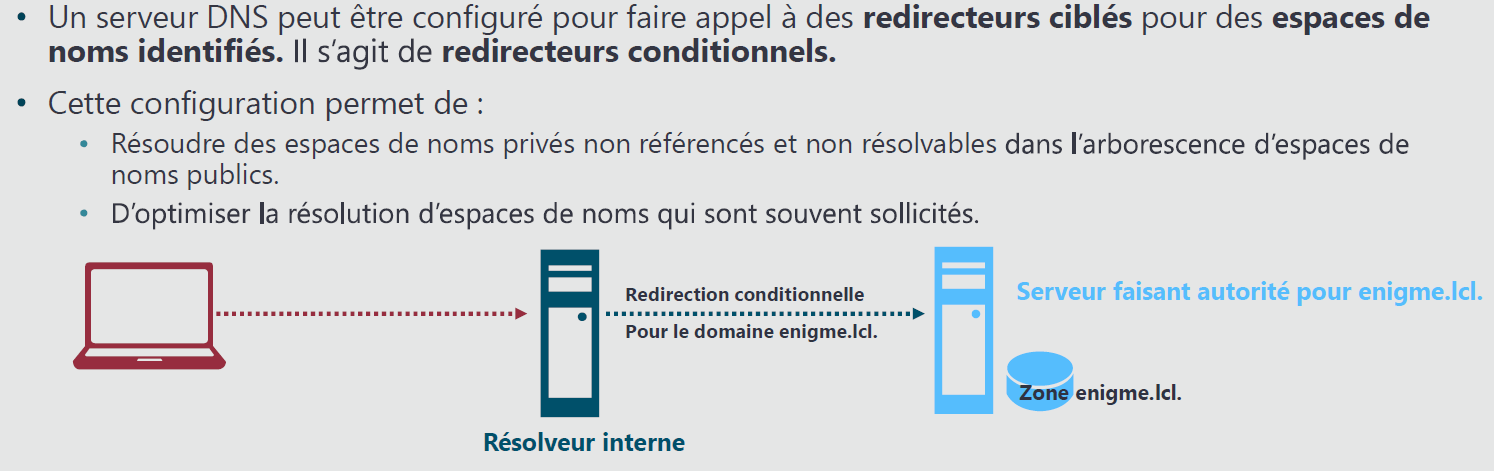 • Un serveur DNS peut être configuré pour faire appel à des redirecteurs ciblés pour des espaces de
noms identifiés. Il s’agit de redirecteurs conditionnels.
• Cette configuration permet de :
• Résoudre des espaces de noms privés non référencés et non résolvables dans l’arborescence d’espaces de
noms publics.
• D’optimiser la résolution d’espaces de noms qui sont souvent sollicités.
Redirection conditionnelle
Pour le domaine enigme.lcl.
Serveur faisant autorité pour enigme.lcl.
Zone enigme.lcl.
Résolveur interne